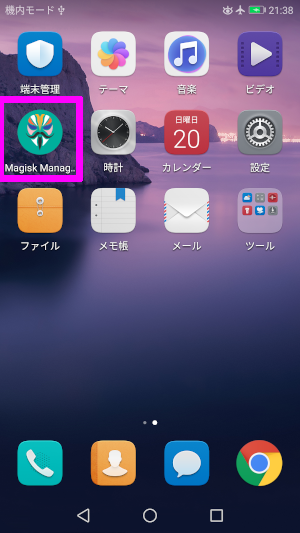 機内モード
21:38
端末管理
テーマ
音楽
ビデオ
Magisk Manag..
時計
日曜日
20
カレンダー
設定
ファイル
メモ帳
メール
ツール